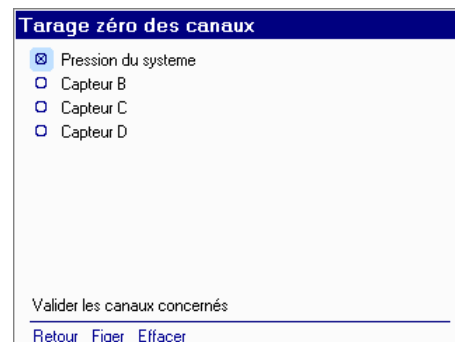 Tarage zéro des canaux
Pression du systeme
Capteur B
Capteur C
Capteur D
Valider les canaux concernés
Retour Figer Effacer